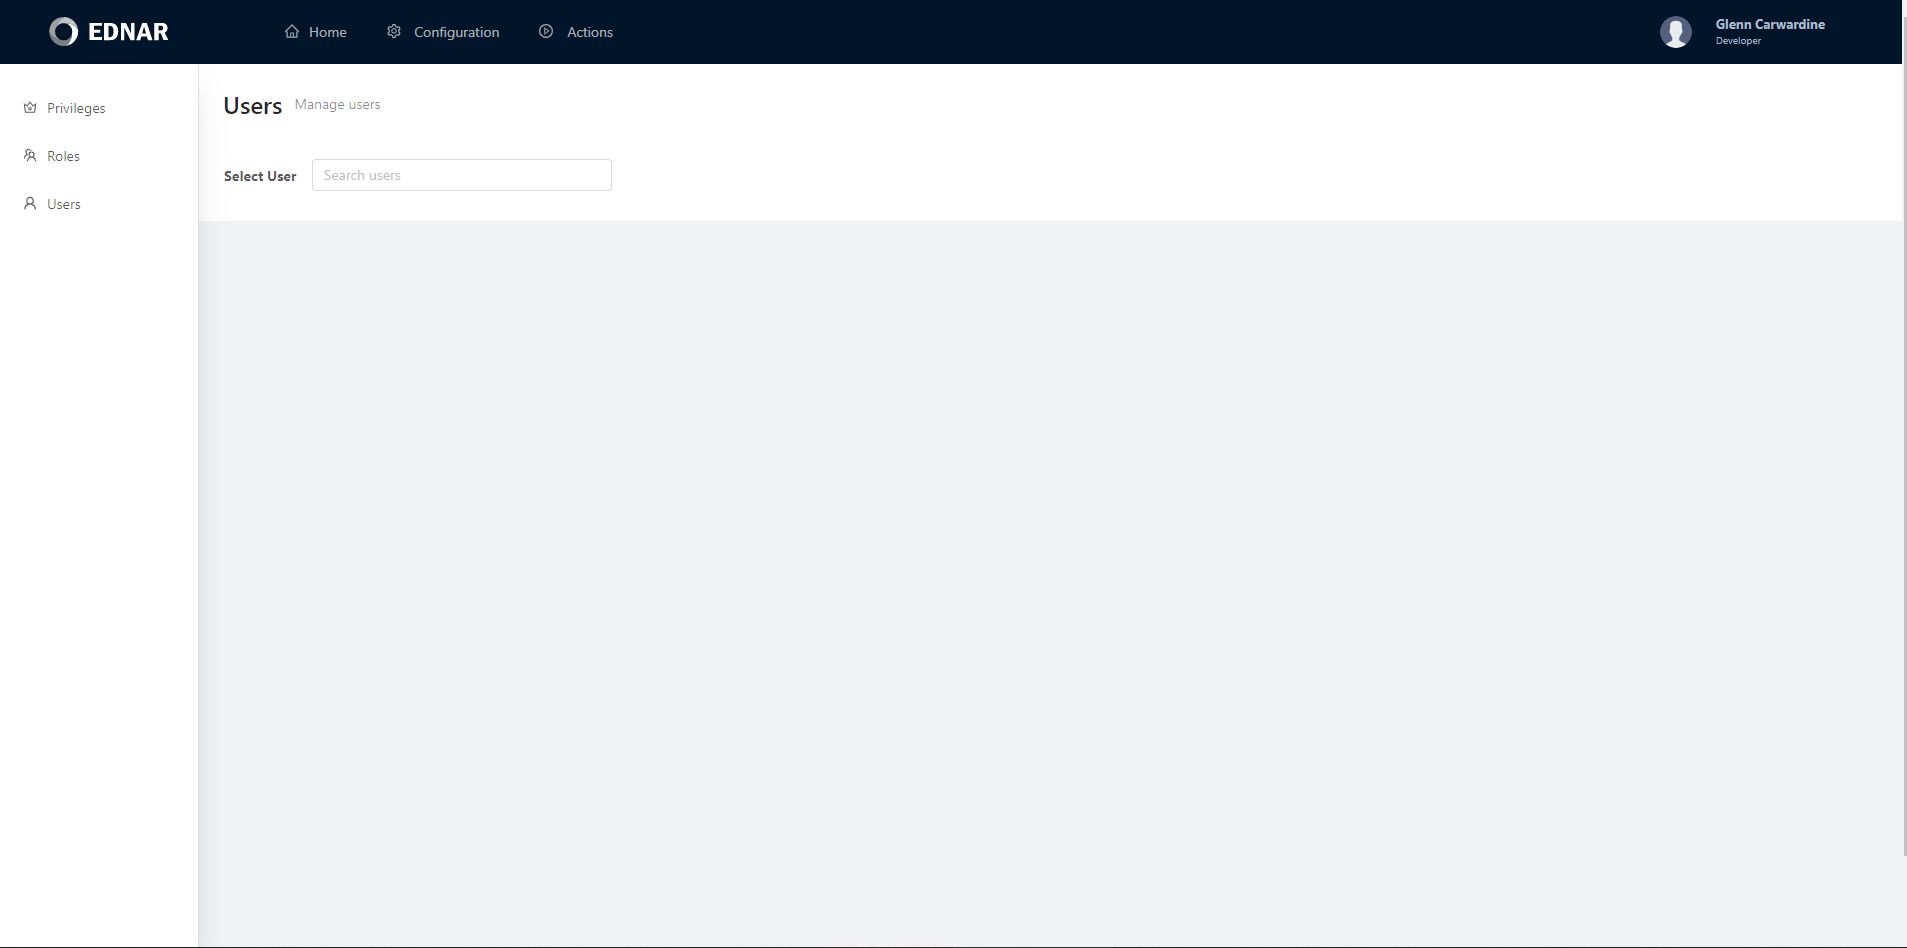 EDNAR
Home
Configuration
Actions
Glenn Carwardine
Developer
Privileges
Roles
Users
Users
Manage users
Select User
Search users